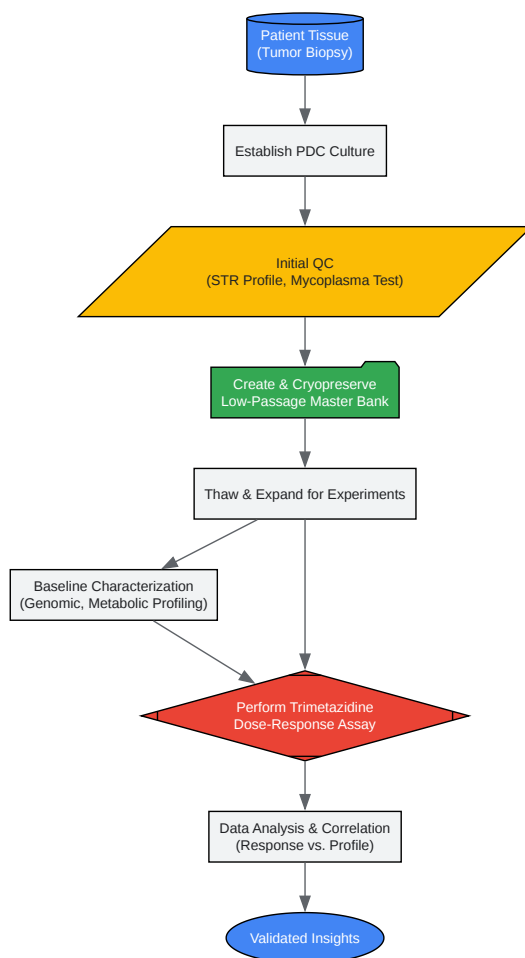 Patient Tissue
(Tumor Biopsy)
Establish PDC Culture
Initial QC
(STR Profile, Mycoplasma Test)
Create & Cryopreserve
Low-Passage Master Bank
Thaw & Expand for Experiments
Baseline Characterization
(Genomic, Metabolic Profiling)
Perform Trimetazidine
Dose-Response Assay
Data Analysis & Correlation
(Response vs. Profile)
Validated Insights